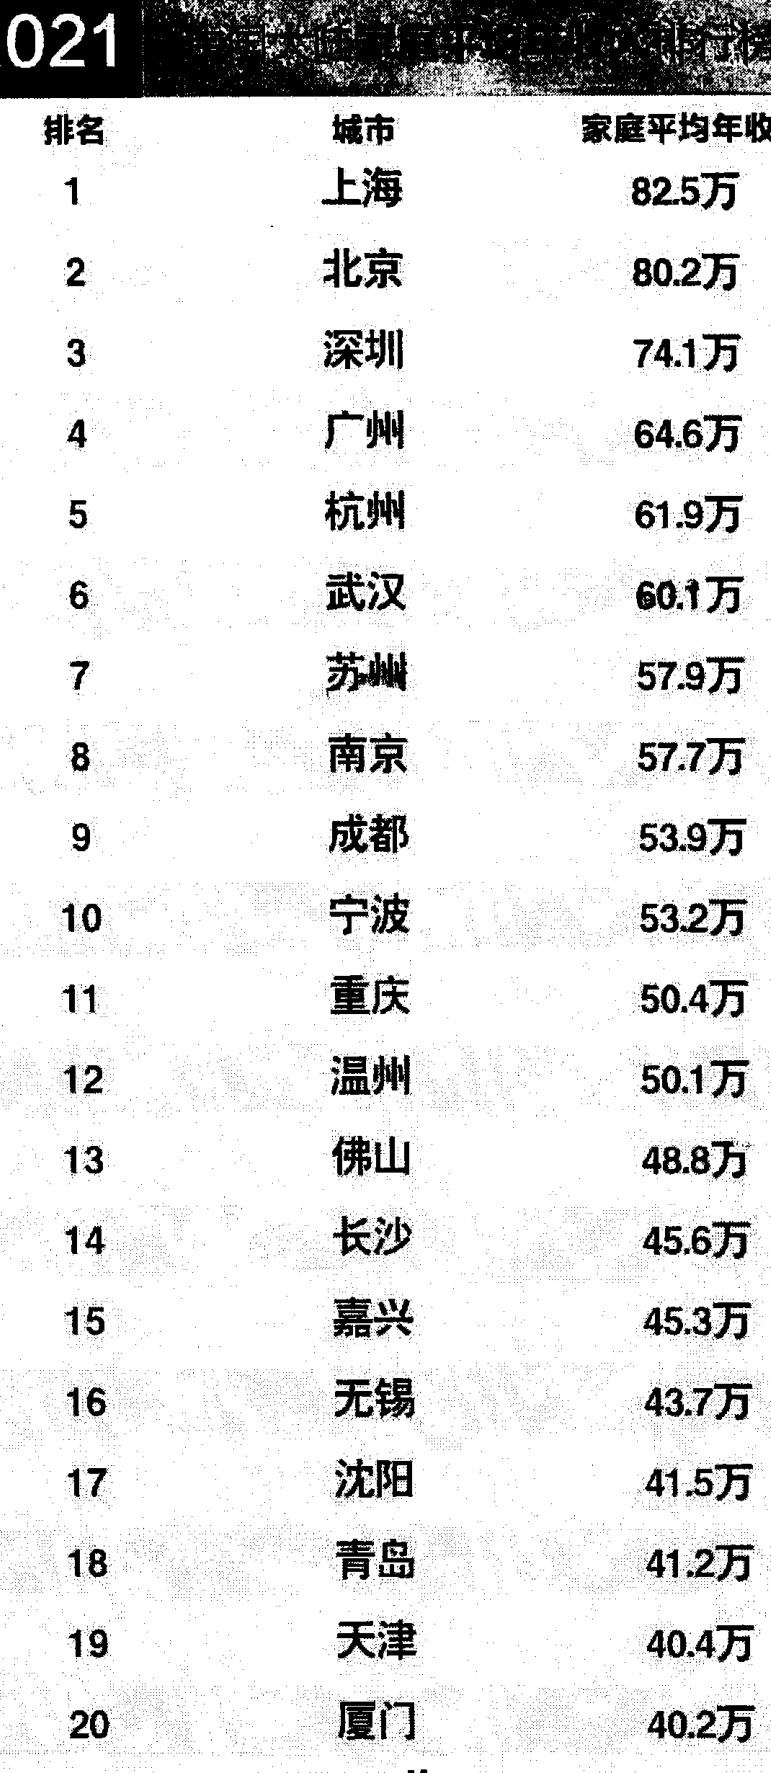 021
排名 城市 家庭平均年收
1 上海 82.5万
2 北京 80.2万
3 深圳 74.1万
4 广州 64.6万
5 杭州 61.9万
6 武汉 60.1万
7 苏州 57.9万
8 南京 57.7万
9 成都 53.9万
10 宁波 53.2万
11 重庆 50.4万
12 温州 50.1万
13 佛山 48.8万
14 长沙 45.6万
15 嘉兴 45.3万
16 无锡 43.7万
17 沈阳 41.5万
18 青岛 41.2万
19 天津 40.4万
20 厦门 40.2万